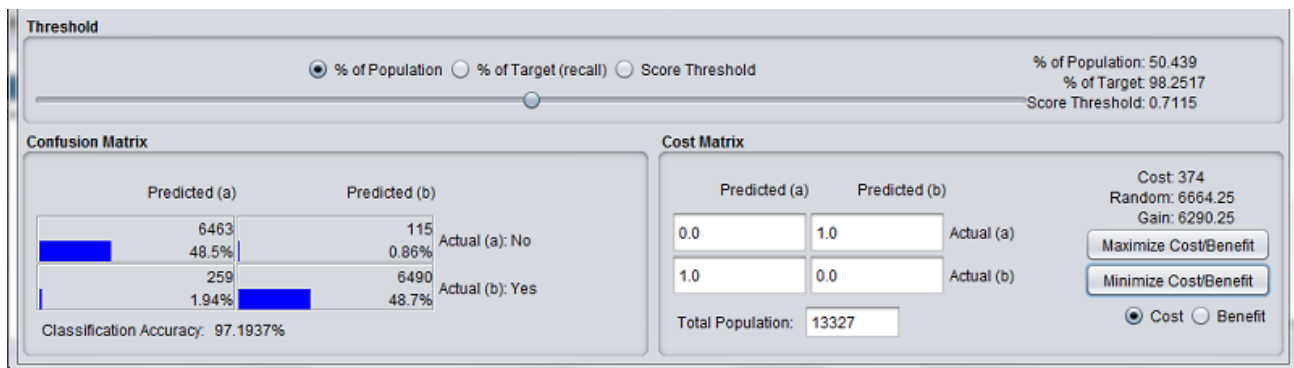 Threshold
% of Population % of Target (recall) Score Threshold
% of Population: 50.439
% of Target: 98.2517
Score Threshold: 0.7115
Confusion Matrix
Predicted (a) Predicted (b)
6463 115
48.5% 0.86%
Actual (a): No
259 6490
1.94% 48.7%
Actual (b): Yes
Classification Accuracy: 97.1937%
Cost Matrix
Predicted (a) Predicted (b)
0.0 1.0 Actual (a)
1.0 0.0 Actual (b)
Total Population: 13327
Cost: 374
Random: 6664.25
Gain: 6290.25
Maximize Cost/Benefit
Minimize Cost/Benefit
Cost Benefit